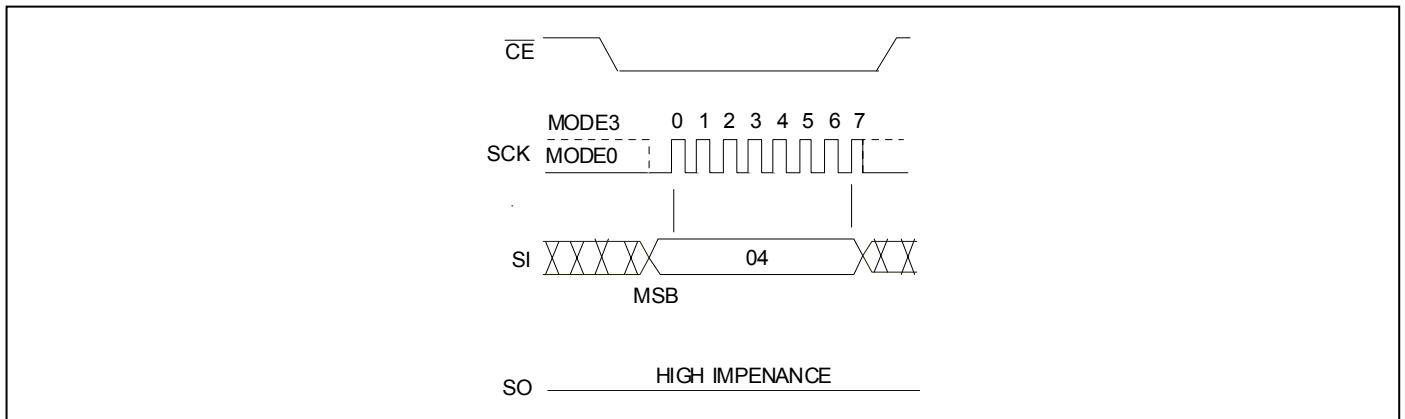 CE
MODE3 0 1 2 3 4 5 6 7
SCK MODE0
SI 04
MSB
SO HIGH IMPENANCE